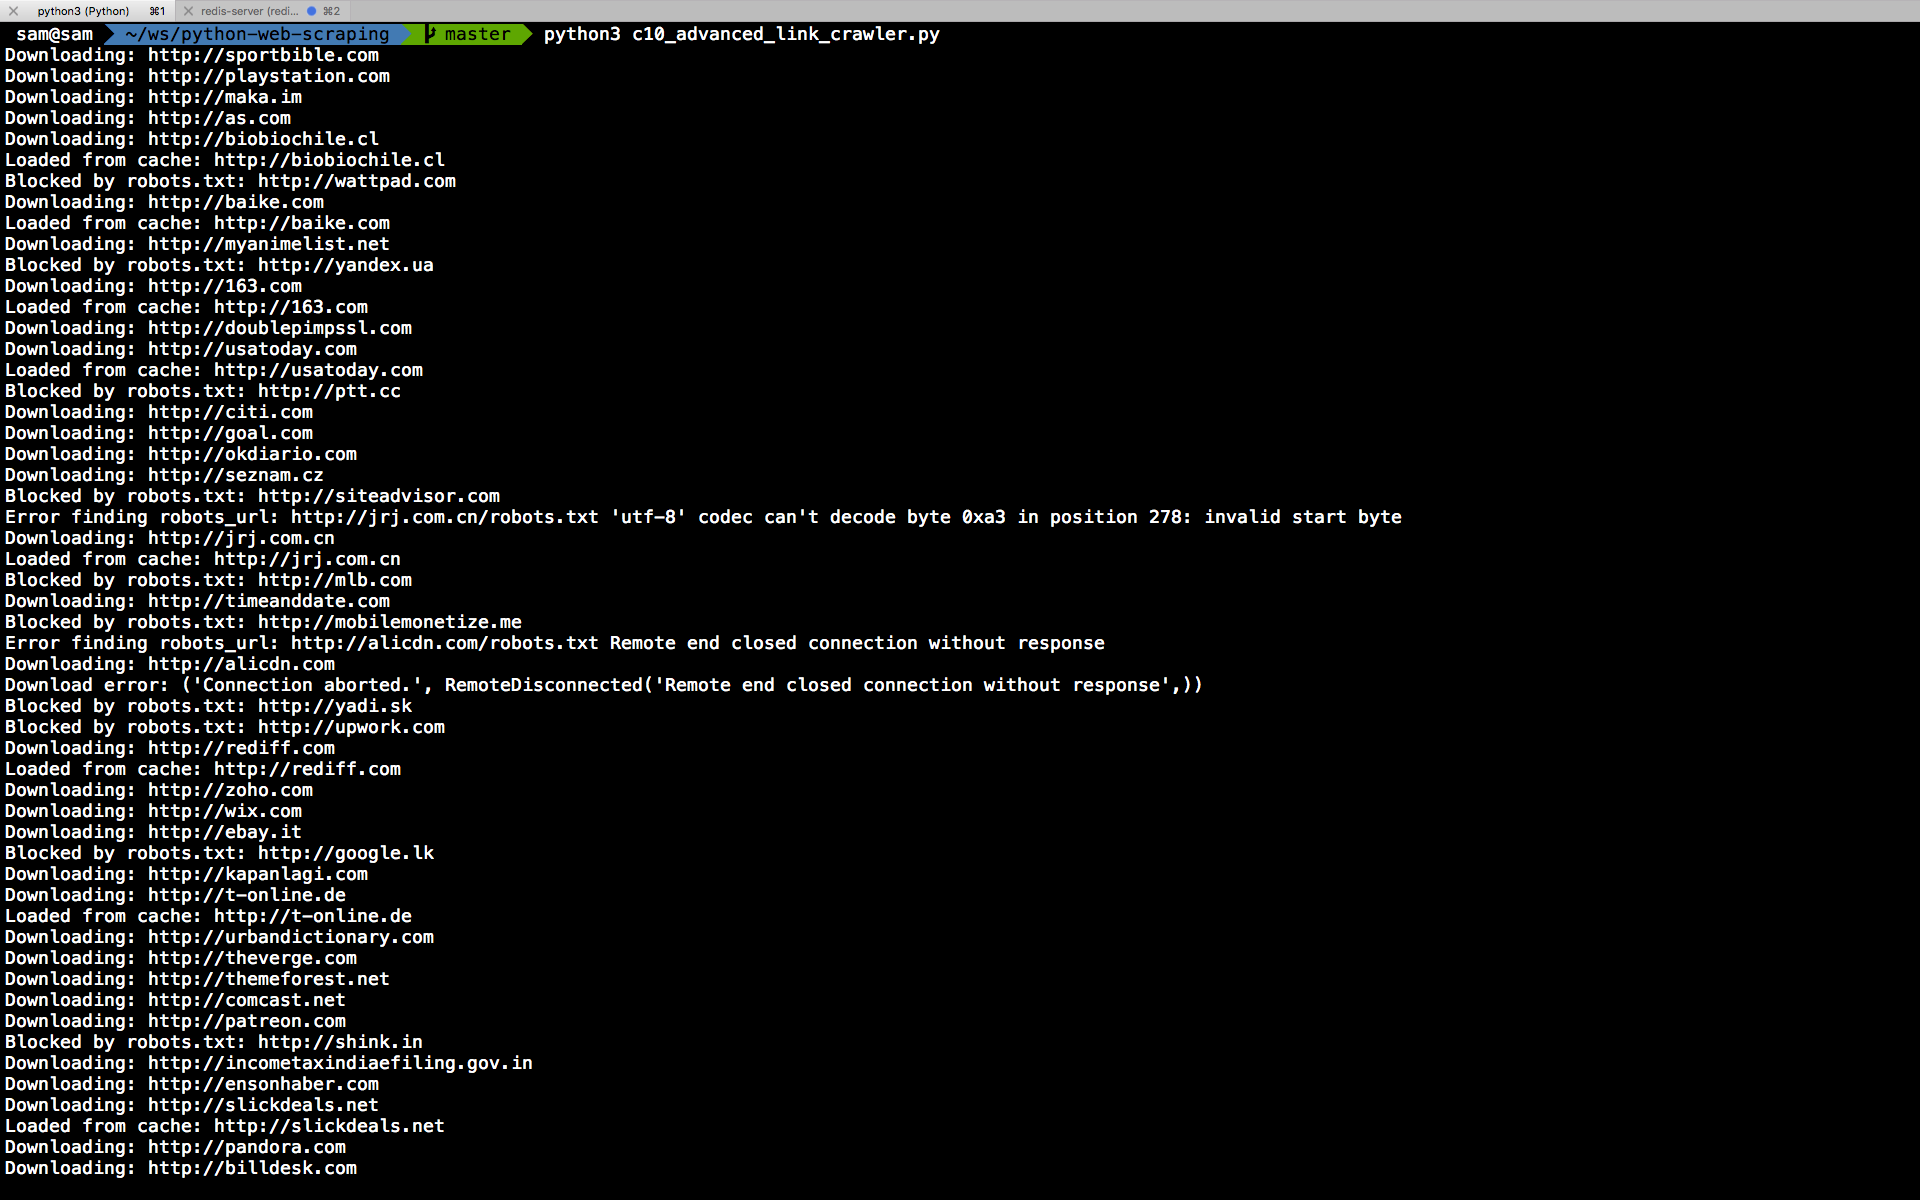 python3 (Python) ⌘1 redis-server (redi... ⌘2
sam@sam ~/ws/python-web-scraping master python3 c10_advanced_link_crawler.py
Downloading: http://sportbible.com
Downloading: http://playstation.com
Downloading: http://maka.im
Downloading: http://as.com
Downloading: http://biobiochile.cl
Loaded from cache: http://biobiochile.cl
Blocked by robots.txt: http://wattpad.com
Downloading: http://baike.com
Loaded from cache: http://baike.com
Downloading: http://myanimelist.net
Blocked by robots.txt: http://yandex.ua
Downloading: http://163.com
Loaded from cache: http://163.com
Downloading: http://doublepimpssl.com
Downloading: http://usatoday.com
Loaded from cache: http://usatoday.com
Blocked by robots.txt: http://ptt.cc
Downloading: http://citi.com
Downloading: http://goal.com
Downloading: http://okdiario.com
Downloading: http://seznam.cz
Blocked by robots.txt: http://siteadvisor.com
Error finding robots_url: http://jrj.com.cn/robots.txt 'utf-8' codec can't decode byte 0xa3 in position 278: invalid start byte
Downloading: http://jrj.com.cn
Loaded from cache: http://jrj.com.cn
Blocked by robots.txt: http://mlb.com
Downloading: http://timeanddate.com
Blocked by robots.txt: http://mobilemonetize.me
Error finding robots_url: http://alicdn.com/robots.txt Remote end closed connection without response
Downloading: http://alicdn.com
Download error: ('Connection aborted.', RemoteDisconnected('Remote end closed connection without response',))
Blocked by robots.txt: http://yadi.sk
Blocked by robots.txt: http://upwork.com
Downloading: http://rediff.com
Loaded from cache: http://rediff.com
Downloading: http://zoho.com
Downloading: http://wix.com
Downloading: http://ebay.it
Blocked by robots.txt: http://google.lk
Downloading: http://kapanlagi.com
Downloading: http://t-online.de
Loaded from cache: http://t-online.de
Downloading: http://urbandictionary.com
Downloading: http://theverge.com
Downloading: http://themeforest.net
Downloading: http://comcast.net
Downloading: http://patreon.com
Blocked by robots.txt: http://shink.in
Downloading: http://incometaxindiaefiling.gov.in
Downloading: http://ensonhaber.com
Downloading: http://slickdeals.net
Loaded from cache: http://slickdeals.net
Downloading: http://pandora.com
Downloading: http://billdesk.com